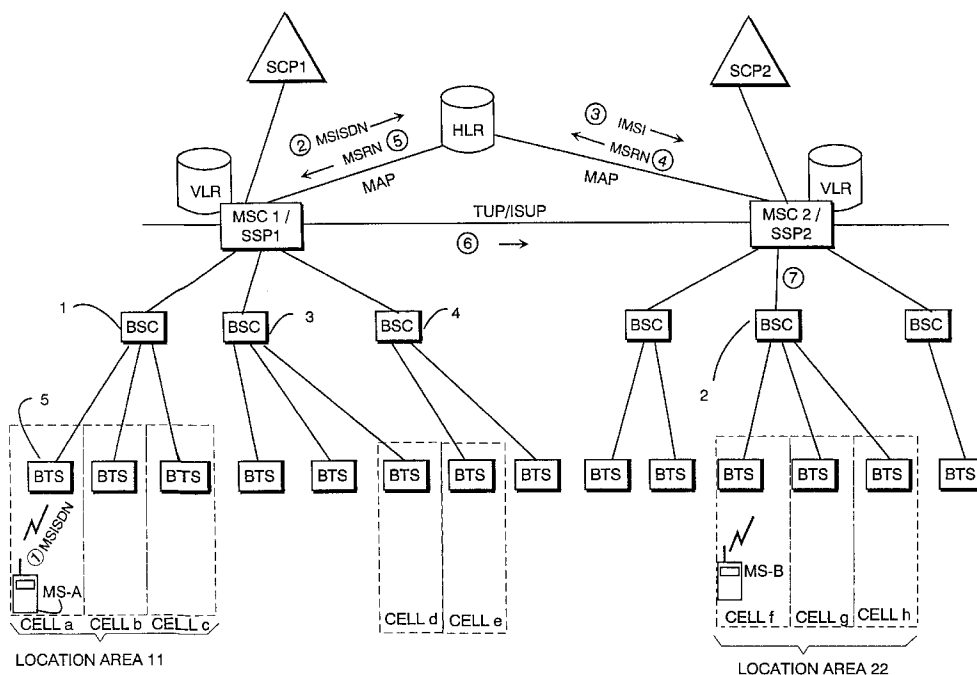 SCP1
SCP2
② MSISDN
HLR
③ IMSI
MSRN ⑤
MSRN ④
VLR
MAP
MAP
VLR
MSC 1 /
SSP1
TUP/ISUP
MSC 2 /
SSP2
⑥
⑦
1
BSC
BSC
3
BSC
4
BSC
BSC
BSC
2
5
BTS
BTS
BTS
BTS
BTS
BTS
BTS
BTS
BTS
BTS
BTS
BTS
BTS
BTS
① MSISDN
MS-A
MS-B
CELL a
CELL b
CELL c
CELL d
CELL e
CELL f
CELL g
CELL h
LOCATION AREA 11
LOCATION AREA 22